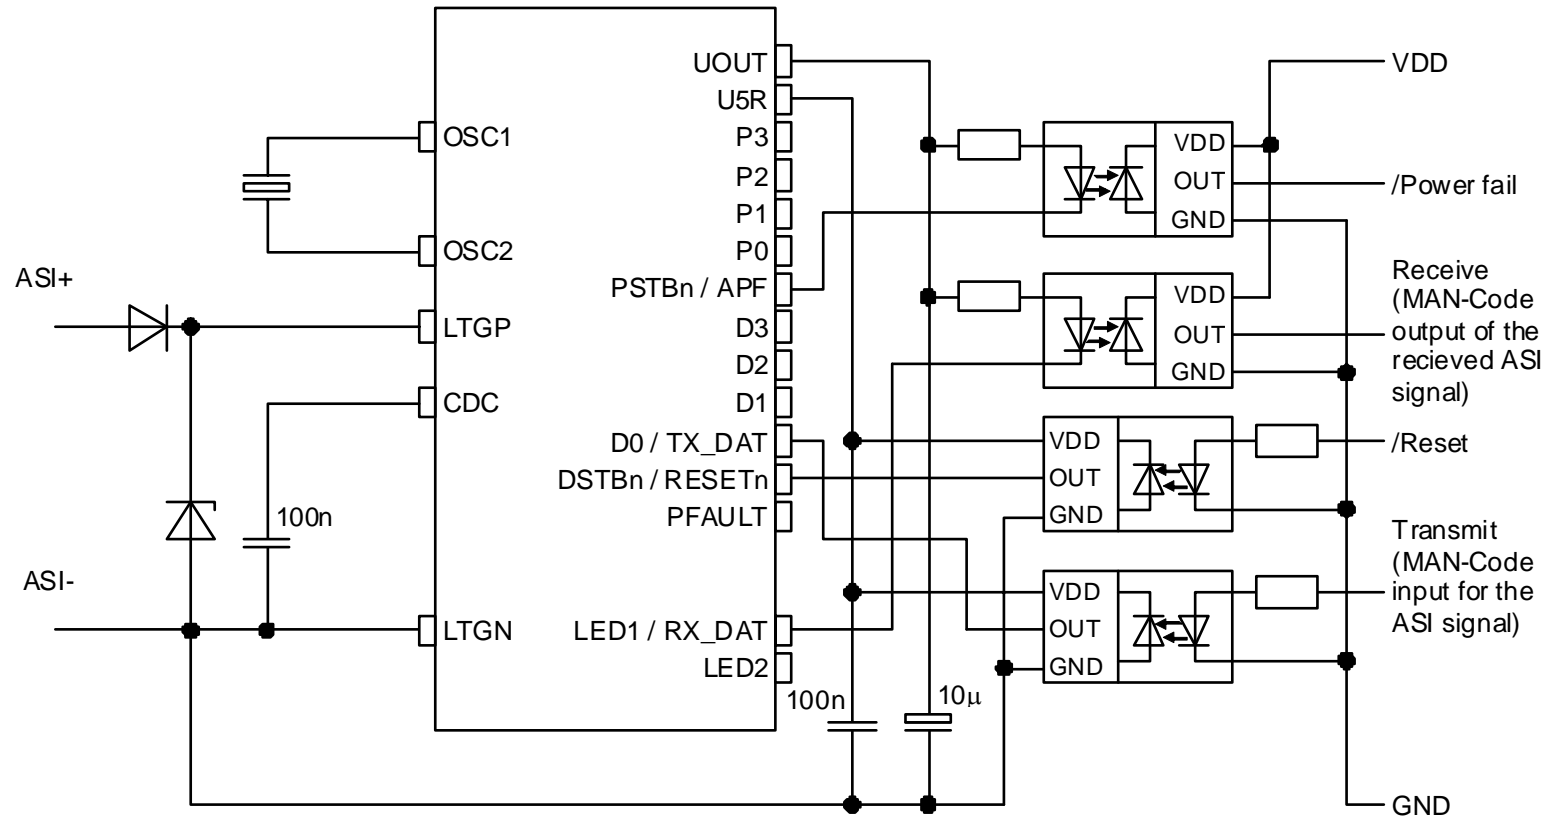 UOUT
VDD
U5R
OSC1
P3
VDD
P2
OUT
/Power fail
P1
GND
OSC2
P0
ASI+
PSTBn / APF
Receive
VDD
(MAN-Code
LTGP
D3
OUT
output of the
D2
GND
recieved ASI
signal)
CDC
D1
D0 / TX_DAT
VDD
/Reset
DSTBn / RESETn
OUT
100n
PFAULT
GND
Transmit
(MAN-Code
ASI-
VDD
input for the
LTGN
LED1 / RX_DAT
OUT
ASI signal)
LED2
GND
100n
10μ
GND